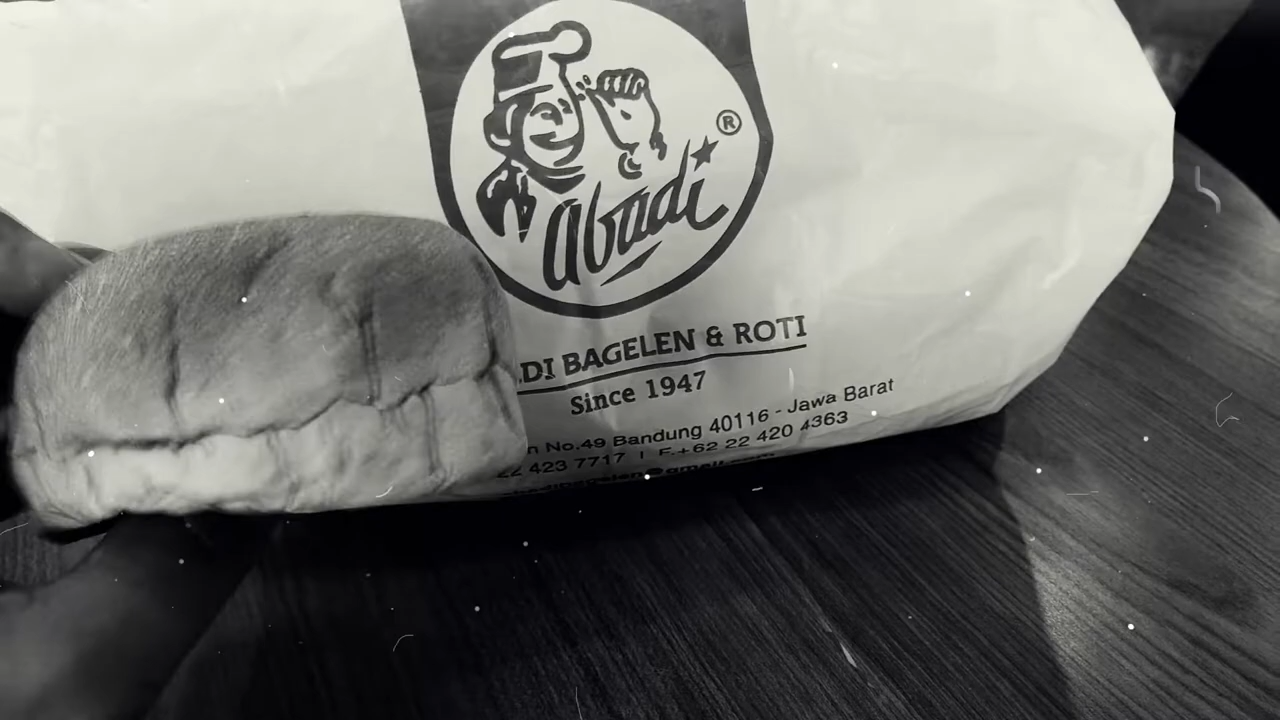 ®
abadi
DI BAGELEN & ROTI
Since 1947
No.49 Bandung 40116 - Jawa Barat
22 423 7717 | F.+62 22 420 4363